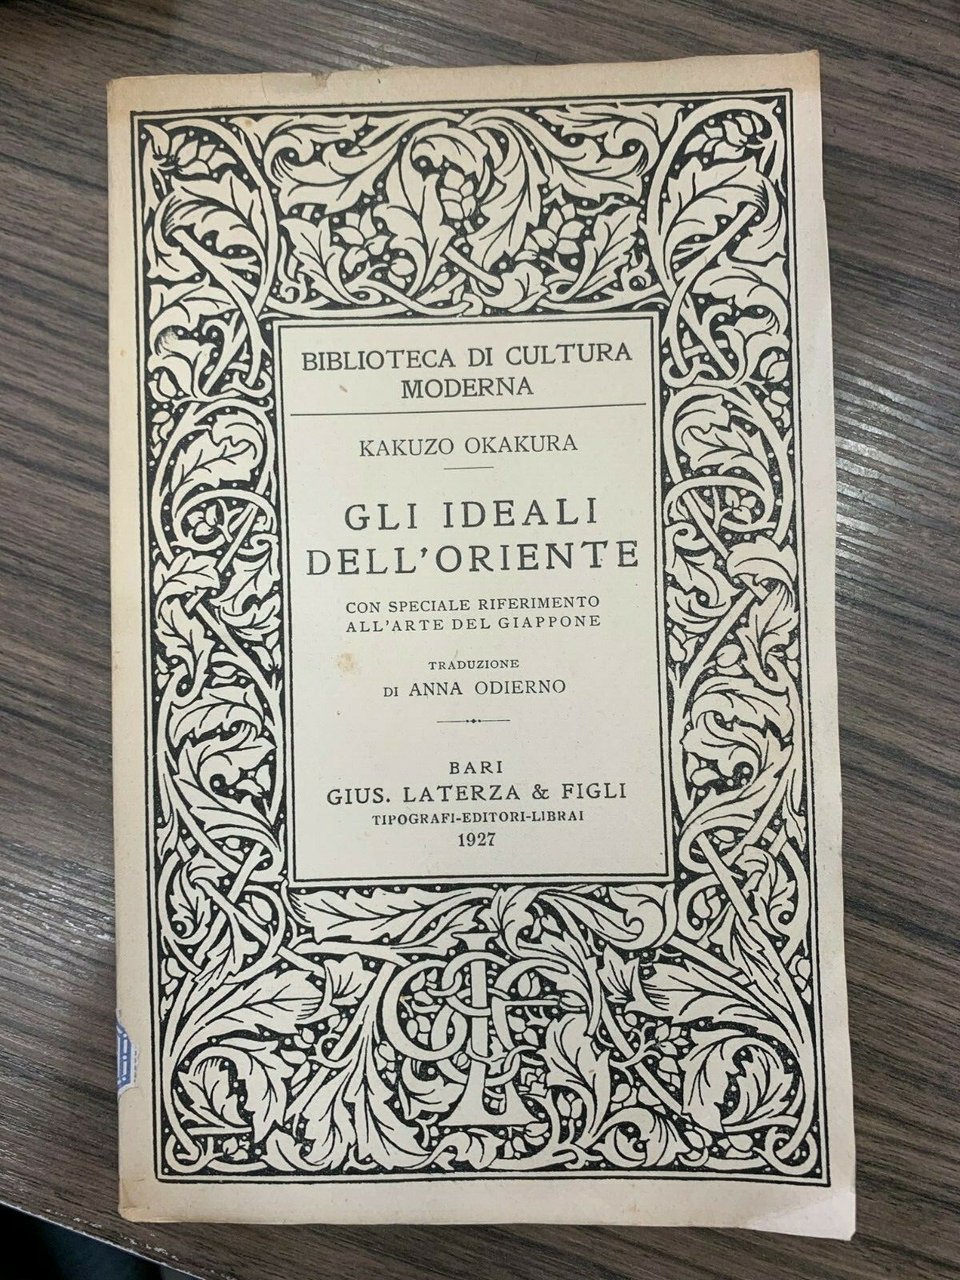 BIBLIOTECA DI CULTURA
MODERNA
KAKUZO OKAKURA
GLI IDEALI
DELL'ORIENTE
CON SPECIALE RIFERIMENTO
ALL'ARTE DEL GIAPPONE
TRADUZIONE
DI ANNA ODIERNO
BARI
GIUS. LATERZA & FIGLI
TIPOGRAFI-EDITORI-LIBRAI
1927